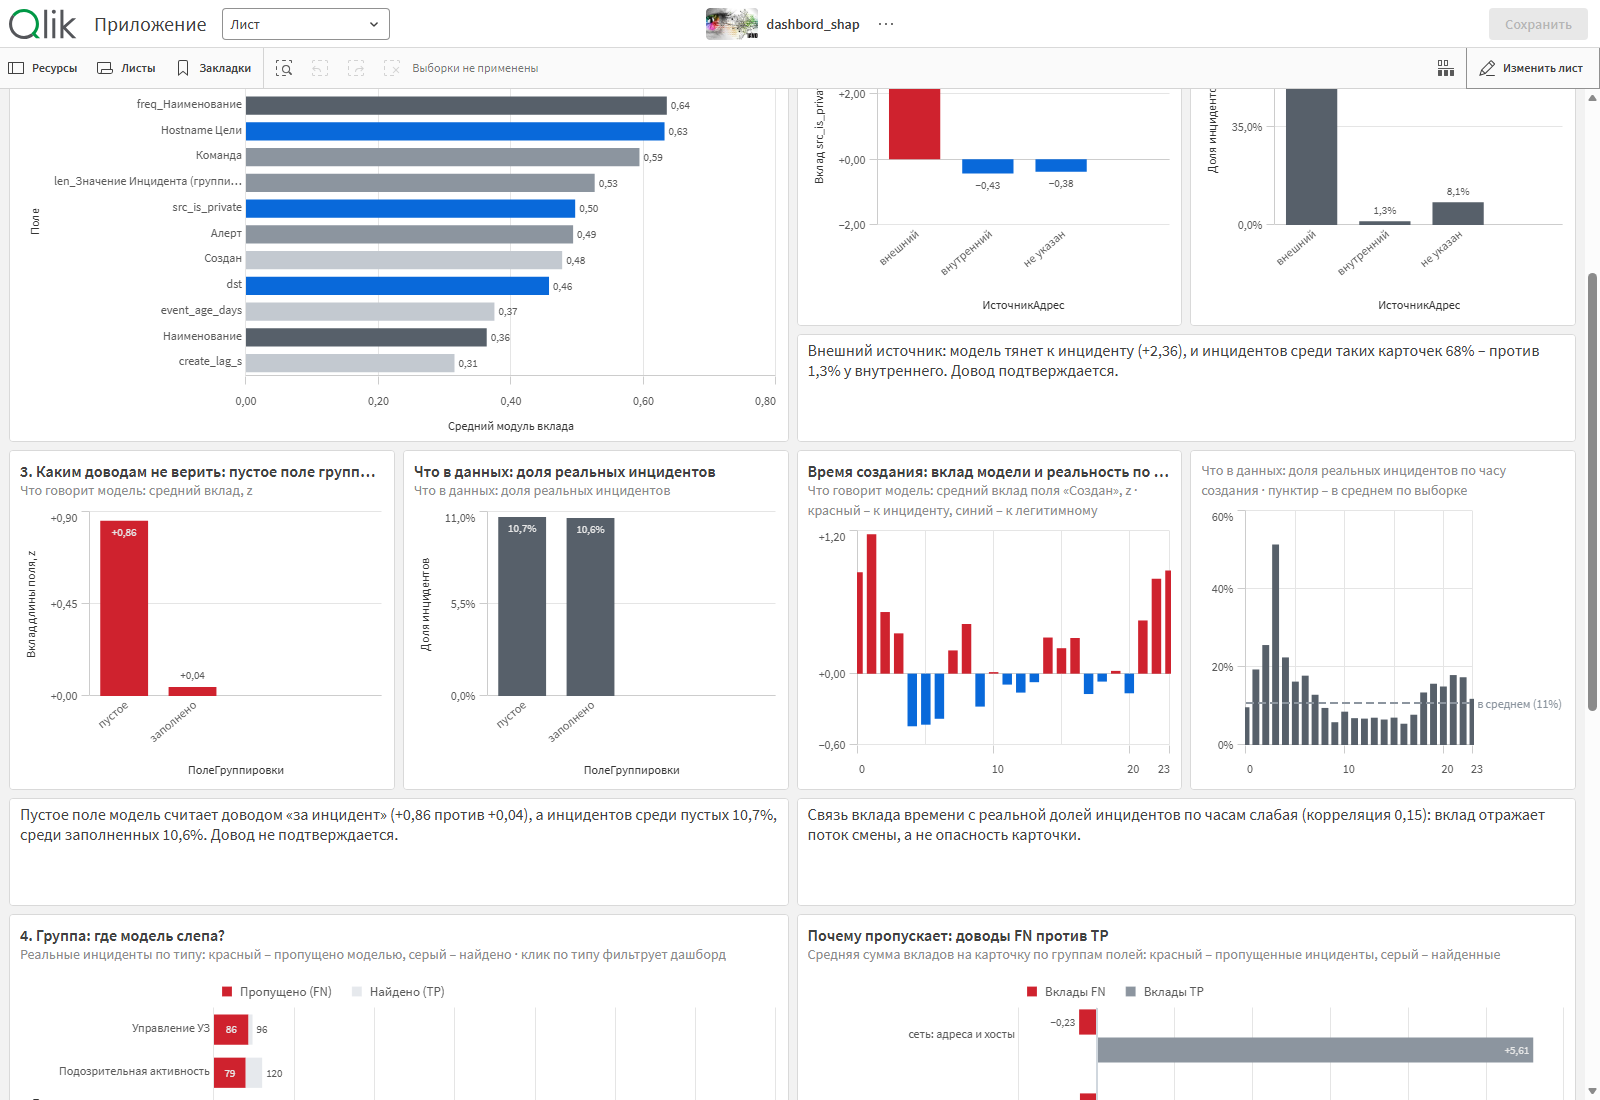 Qlik
Приложение
Лист
dashbord_shap
...
Сохранить
Ресурсы
Листы
Закладки
Выборки не применены
Изменить лист
Поле
freq_Наименование
0,64
Hostname Цели
0,63
Команда
0,59
len_Значение Инцидента (группи...
0,53
src_is_private
0,50
Алерт
0,49
Создан
0,48
dst
0,46
event_age_days
0,37
Наименование
0,36
create_lag_s
0,31
0,00
0,20
0,40
0,60
0,80
Средний модуль вклада
Вклад src_is_priva
+2,00
+0,00
−2,00
−0,43
−0,38
внешний
внутренний
не указан
ИсточникАдрес
Доля инцидентс
35,0%
0,0%
1,3%
8,1%
внешний
внутренний
не указан
ИсточникАдрес
Внешний источник: модель тянет к инциденту (+2,36), и инцидентов среди таких карточек 68% – против
1,3% у внутреннего. Довод подтверждается.
3. Каким доводам не верить: пустое поле групп...
Что говорит модель: средний вклад, z
Вклад длины поля, z
+0,90
+0,45
+0,00
+0,86
+0,04
пустое
заполнено
ПолеГруппировки
Что в данных: доля реальных инцидентов
Что в данных: доля реальных инцидентов
Доля инцидентов
11,0%
5,5%
0,0%
10,7%
10,6%
пустое
заполнено
ПолеГруппировки
Время создания: вклад модели и реальность по ...
Что говорит модель: средний вклад поля «Создан», z ·
красный – к инциденту, синий – к легитимному
+1,20
+0,00
−0,60
0
10
20
23
Что в данных: доля реальных инцидентов по часу
создания · пунктир – в среднем по выборке
60%
40%
20%
0%
в среднем (11%)
0
10
20
23
Пустое поле модель считает доводом «за инцидент» (+0,86 против +0,04), а инцидентов среди пустых 10,7%,
среди заполненных 10,6%. Довод не подтверждается.
Связь вклада времени с реальной долей инцидентов по часам слабая (корреляция 0,15): вклад отражает
поток смены, а не опасность карточки.
4. Группа: где модель слепа?
Реальные инциденты по типу: красный – пропущено моделью, серый – найдено · клик по типу фильтрует дашборд
Пропущено (FN)
Найдено (TP)
Управление УЗ
86
96
Подозрительная активность
79
120
Почему пропускает: доводы FN против TP
Средняя сумма вкладов на карточку по группам полей: красный – пропущенные инциденты, серый – найденные
Вклады FN
Вклады TP
сеть: адреса и хосты
−0,23
+5,61